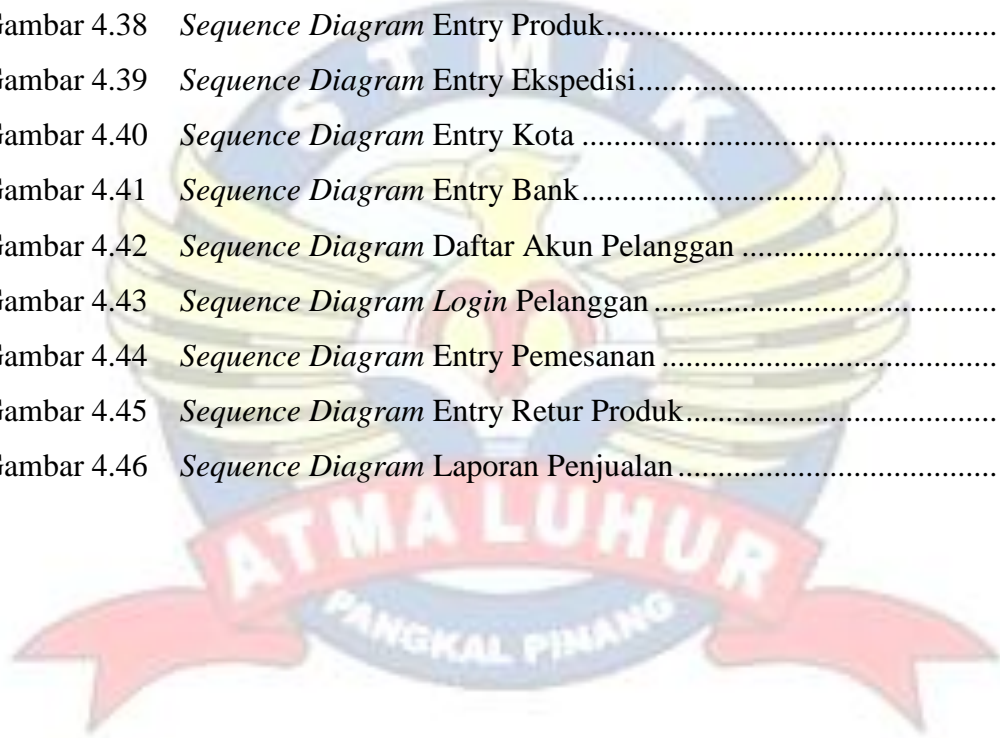 Gambar 4.38 Sequence Diagram Entry Produk....................................................
Gambar 4.39 Sequence Diagram Entry Ekspedisi................................................
Gambar 4.40 Sequence Diagram Entry Kota ........................................................
Gambar 4.41 Sequence Diagram Entry Bank........................................................
Gambar 4.42 Sequence Diagram Daftar Akun Pelanggan ..................................
Gambar 4.43 Sequence Diagram Login Pelanggan ..............................................
Gambar 4.44 Sequence Diagram Entry Pemesanan .............................................
Gambar 4.45 Sequence Diagram Entry Retur Produk..........................................
Gambar 4.46 Sequence Diagram Laporan Penjualan ...........................................
STMIK
ATMA LUHUR
PANGKAL PINANG